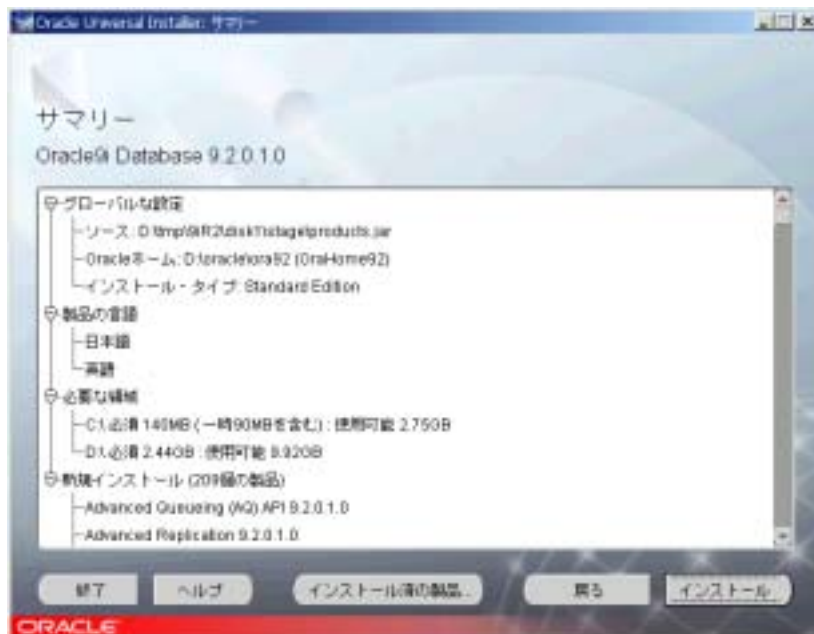 Oracle Universal Installer: サマリー
サマリー
Oracle9i Database 9.2.0.1.0
グローバルな設定
ソース: D:\tmp\9iR2\disk1\stage\products.jar
Oracleホーム: D:\oracle\ora92 (OraHome92)
インストール・タイプ: Standard Edition
製品の言語
日本語
英語
必要な領域
C:\ 必須 140MB (一時90MBを含む) : 使用可能 2.75GB
D:\ 必須 2.44GB : 使用可能 9.92GB
新規インストール (209個の製品)
Advanced Queueing (AQ) API 9.2.0.1.0
Advanced Replication 9.2.0.1.0
終了 ヘルプ インストール済の製品... 戻る インストール
ORACLE